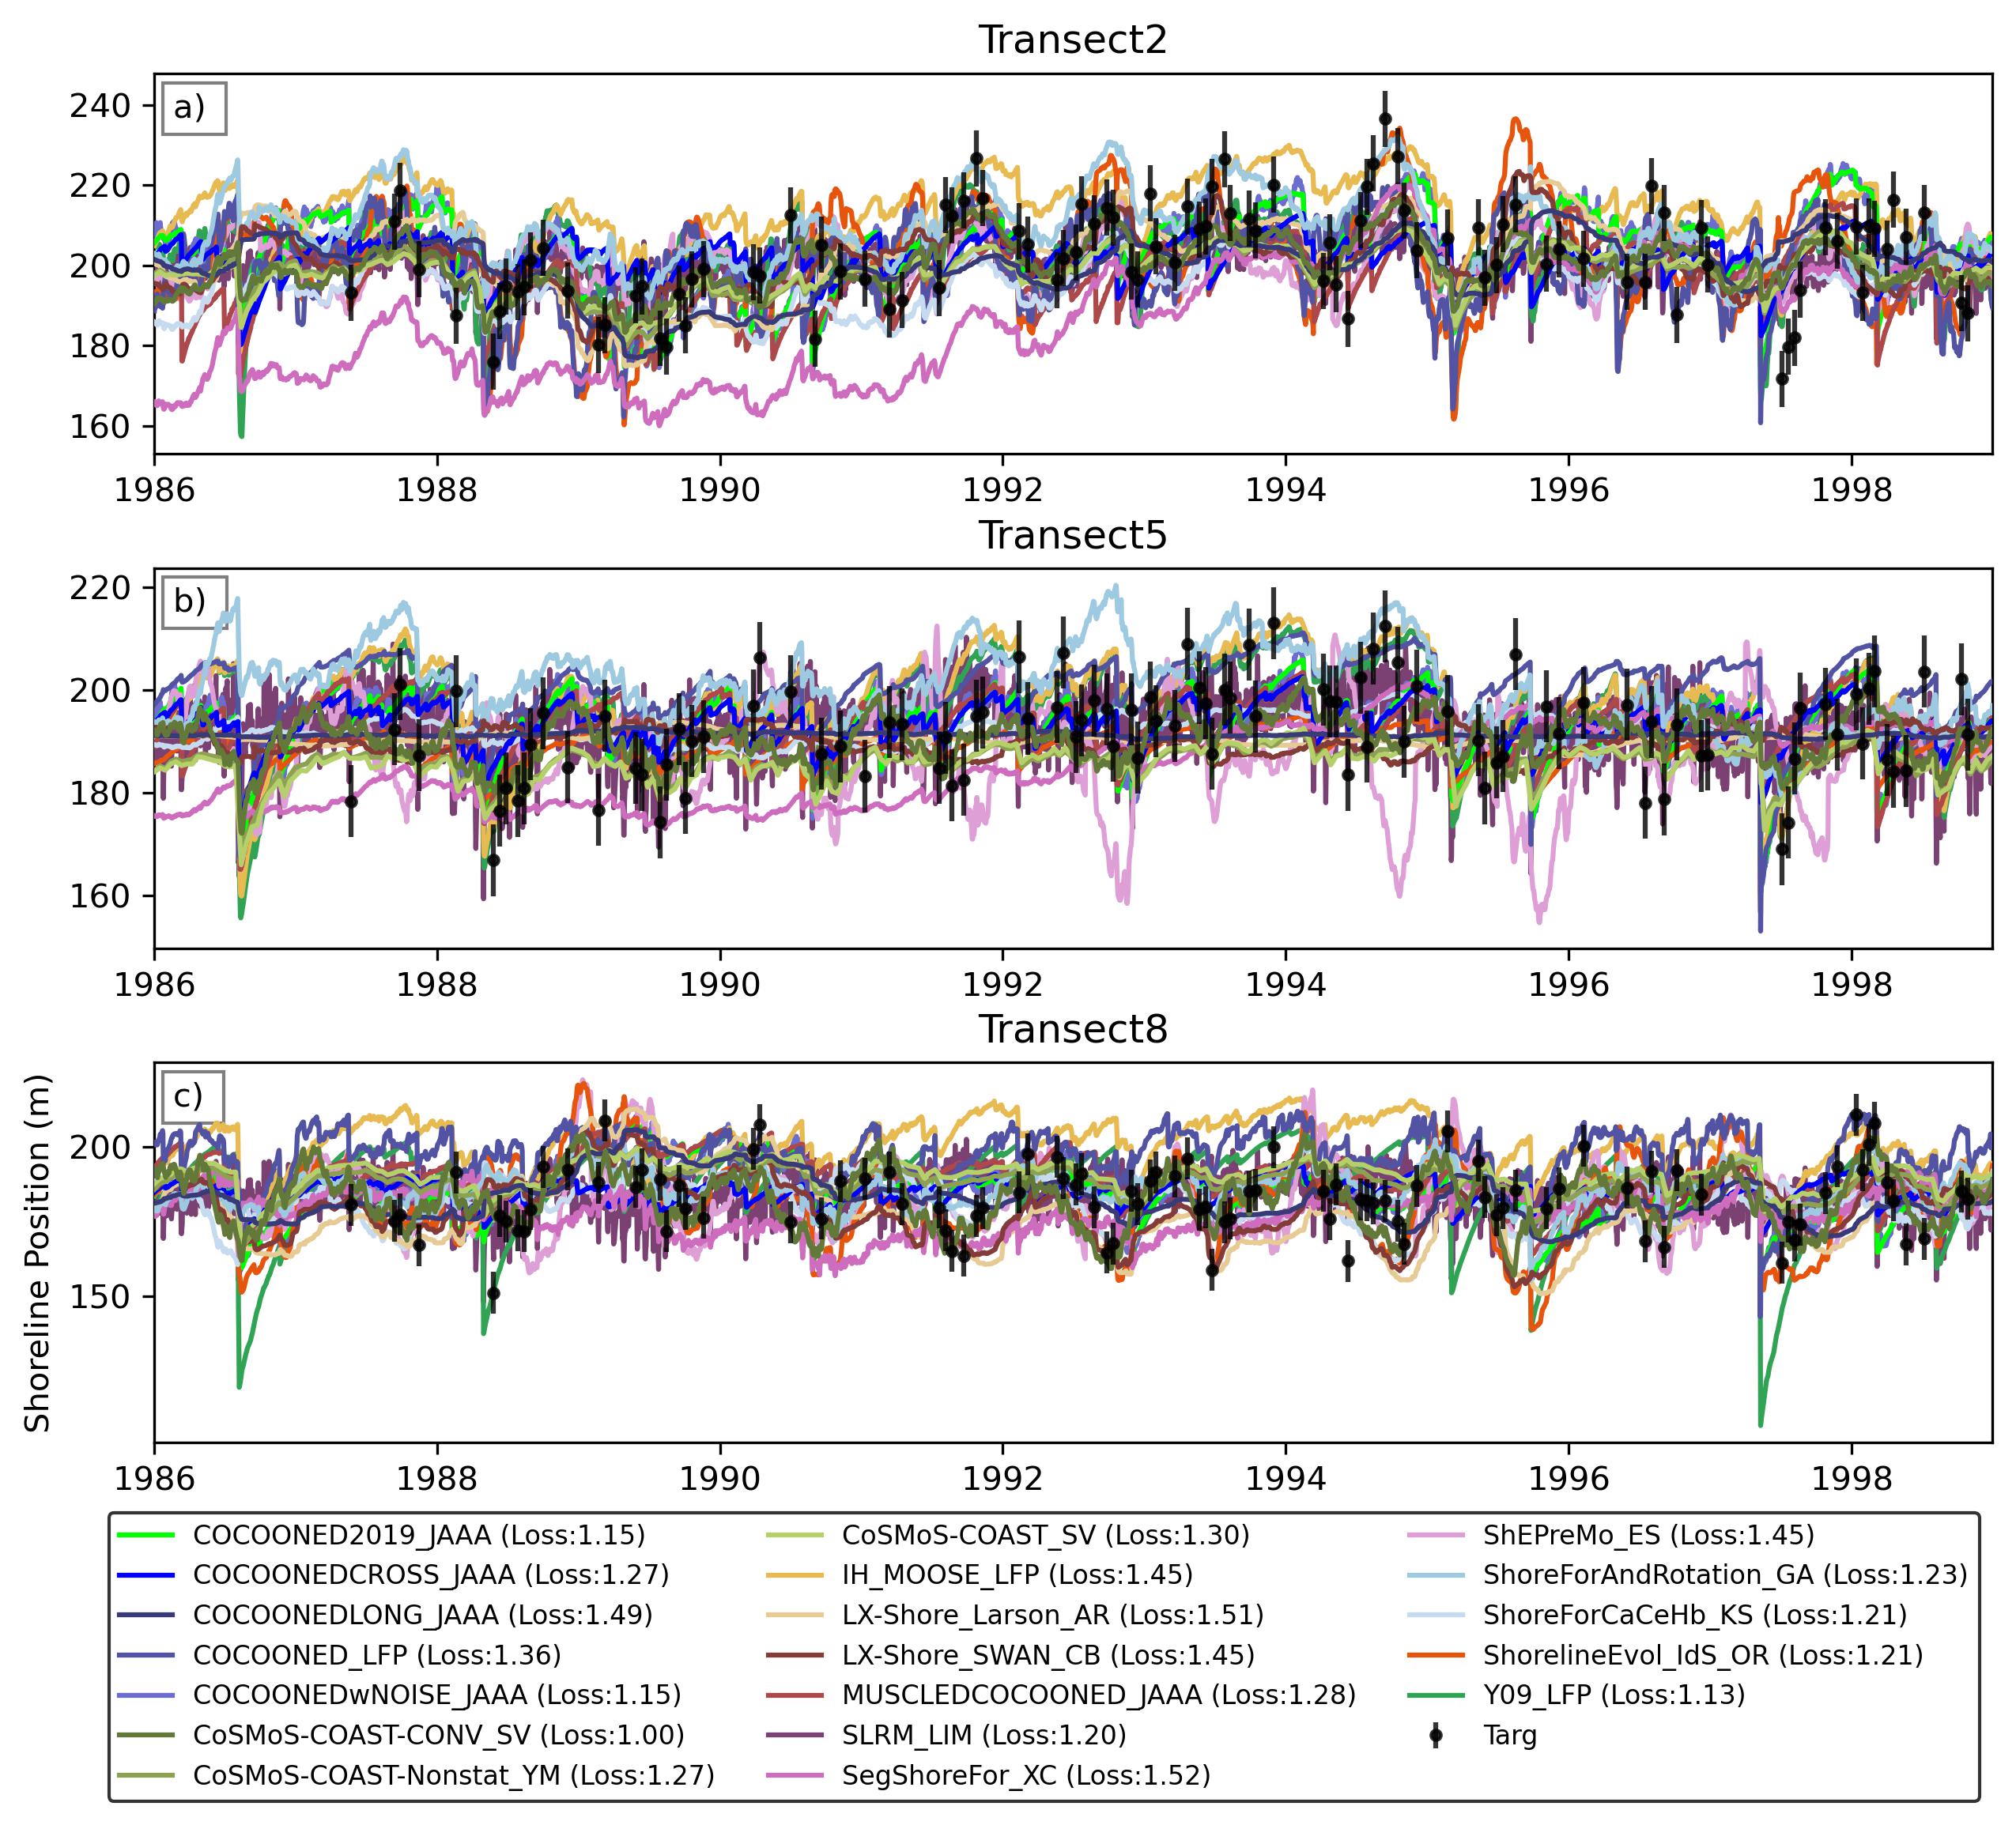 Transect2
a)
240
220
200
180
160
1986 1988 1990 1992 1994 1996 1998
Transect5
b)
220
200
180
160
1986 1988 1990 1992 1994 1996 1998
Transect8
c)
200
150
Shoreline Position (m)
1986 1988 1990 1992 1994 1996 1998
COCOONED2019_JAAA (Loss:1.15)
COCOONEDCROSS_JAAA (Loss:1.27)
COCOONEDLONG_JAAA (Loss:1.49)
COCOONED_LFP (Loss:1.36)
COCOONEDwNOISE_JAAA (Loss:1.15)
CoSMoS-COAST-CONV_SV (Loss:1.00)
CoSMoS-COAST-Nonstat_YM (Loss:1.27)
CoSMoS-COAST_SV (Loss:1.30)
IH_MOOSE_LFP (Loss:1.45)
LX-Shore_Larson_AR (Loss:1.51)
LX-Shore_SWAN_CB (Loss:1.45)
MUSCLEDCOCOONED_JAAA (Loss:1.28)
SLRM_LIM (Loss:1.20)
SegShoreFor_XC (Loss:1.52)
ShEPreMo_ES (Loss:1.45)
ShoreForAndRotation_GA (Loss:1.23)
ShoreForCaCeHb_KS (Loss:1.21)
ShorelineEvol_IdS_OR (Loss:1.21)
Y09_LFP (Loss:1.13)
Targ